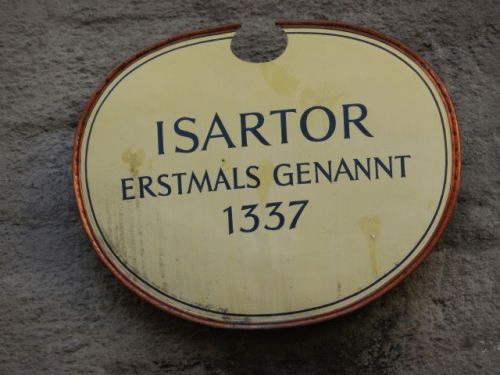 ISARTOR
ERSTMALS GENANNT
1337